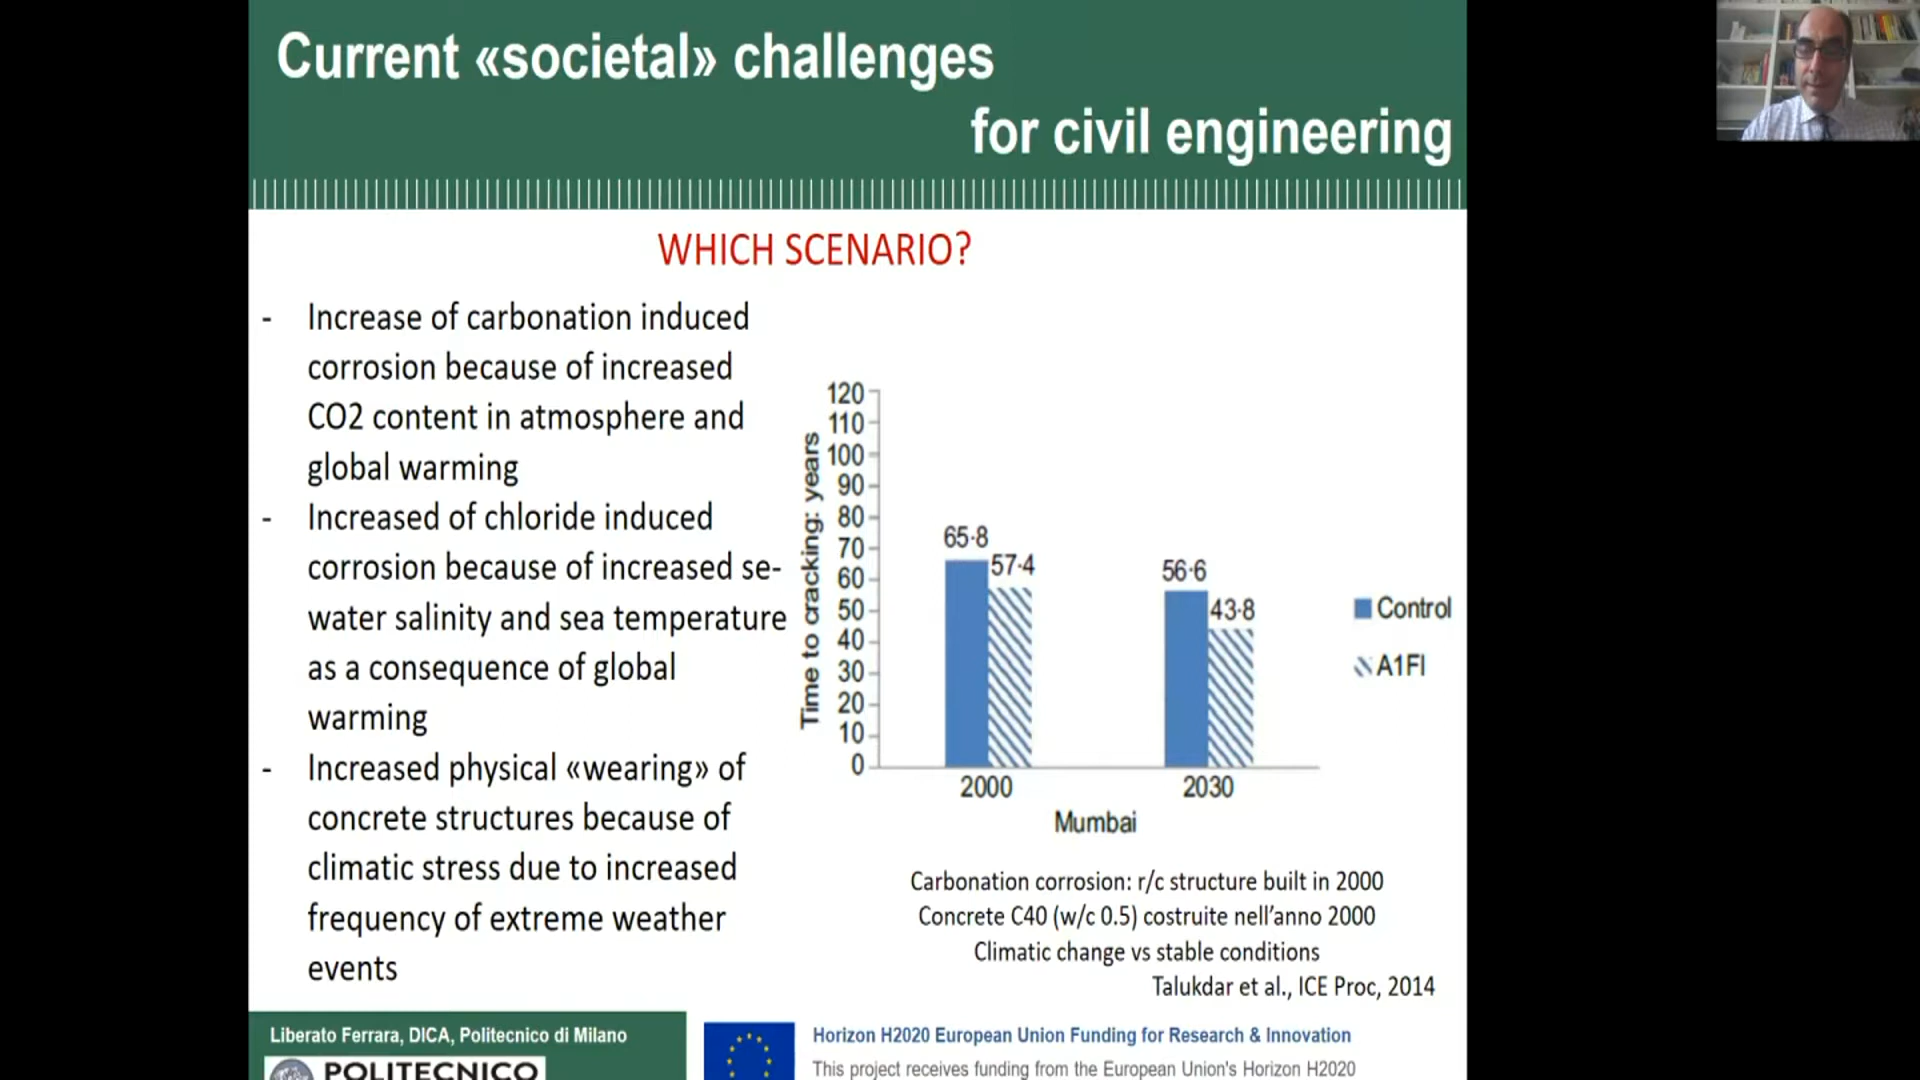 Current «societal» challenges
for civil engineering
WHICH SCENARIO?
- Increase of carbonation induced
corrosion because of increased
CO2 content in atmosphere and
global warming
- Increased of chloride induced
corrosion because of increased se-
water salinity and sea temperature
as a consequence of global
warming
- Increased physical «wearing» of
concrete structures because of
climatic stress due to increased
frequency of extreme weather
events
Time to cracking: years
120
110
100
90
80
70
60
50
40
30
20
10
0
65·8
57·4
56·6
43·8
2000
2030
Mumbai
Control
A1FI
Carbonation corrosion: r/c structure built in 2000
Concrete C40 (w/c 0.5) costruite nell’anno 2000
Climatic change vs stable conditions
Talukdar et al., ICE Proc, 2014
Liberato Ferrara, DICA, Politecnico di Milano
POLITECNICO
Horizon H2020 European Union Funding for Research & Innovation
This project receives funding from the European Union's Horizon H2020